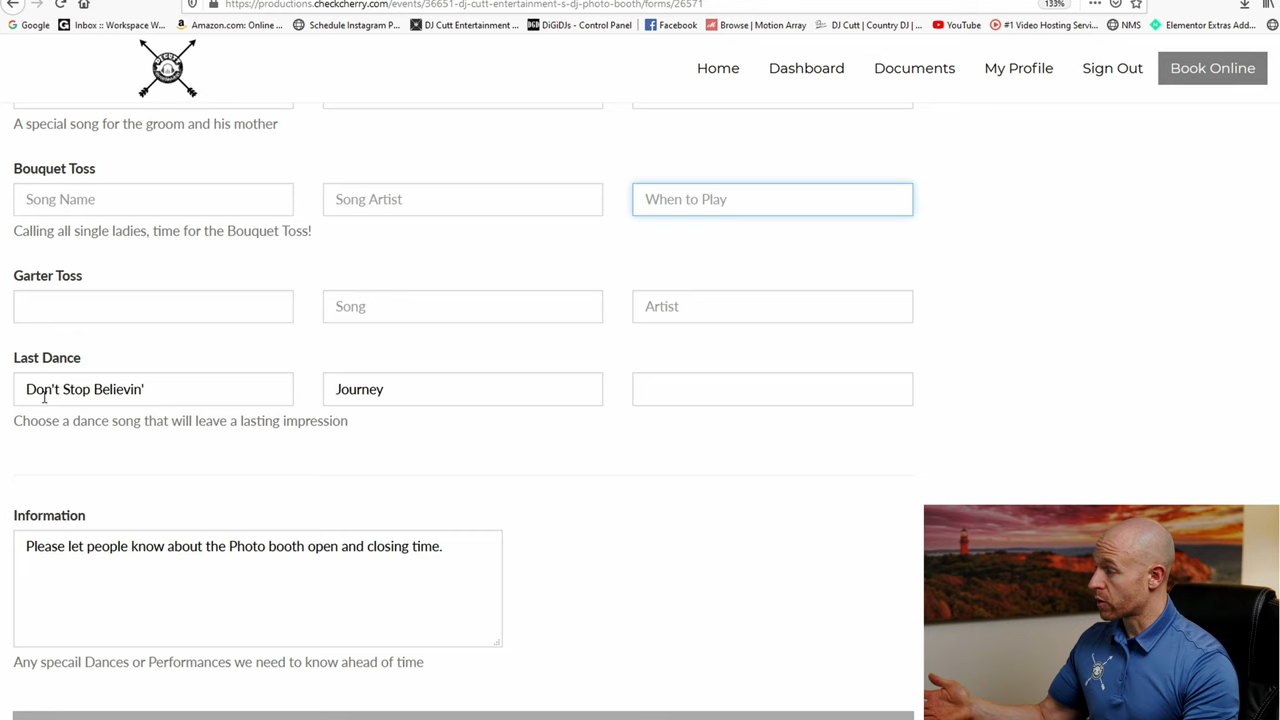 https://productions.checkcherry.com/events/36651-dj-cutt-entertainment-s-dj-photo-booth/forms/26571
133%
Google
Inbox :: Workspace W...
Amazon.com: Online ...
Schedule Instagram P...
DJ Cutt Entertainment ...
DiGiDJs - Control Panel
Facebook
Browse | Motion Array
DJ Cutt | Country DJ | ...
YouTube
#1 Video Hosting Servi...
NMS
Elementor Extras Add...
Home
Dashboard
Documents
My Profile
Sign Out
Book Online
A special song for the groom and his mother
Bouquet Toss
Song Name
Song Artist
When to Play
Calling all single ladies, time for the Bouquet Toss!
Garter Toss
Song
Artist
Last Dance
Don't Stop Believin'
Journey
Choose a dance song that will leave a lasting impression
Information
Please let people know about the Photo booth open and closing time.
Any specail Dances or Performances we need to know ahead of time